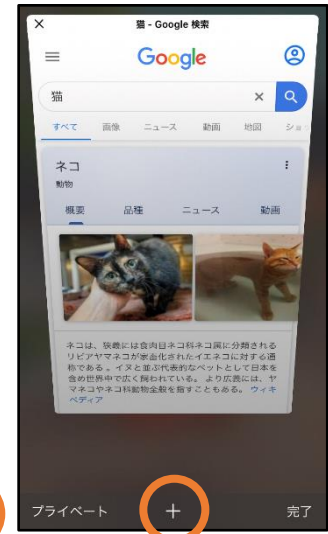 猫 - Google 検索
Google
猫
すべて 画像 ニュース 動画 地図 ショ
ネコ
動物
概要 品種 ニュース 動画
ネコは、狭義には食肉目ネコ科ネコ属に分類される
リビアヤマネコが家畜化されたイエネコに対する通
称である。イヌと並ぶ代表的なペットとして日本を
含め世界中で広く飼われている。 より広義には、ヤ
マネコやネコ科動物全般を指すこともある。 ウィキ
ペディア
プライベート + 完了